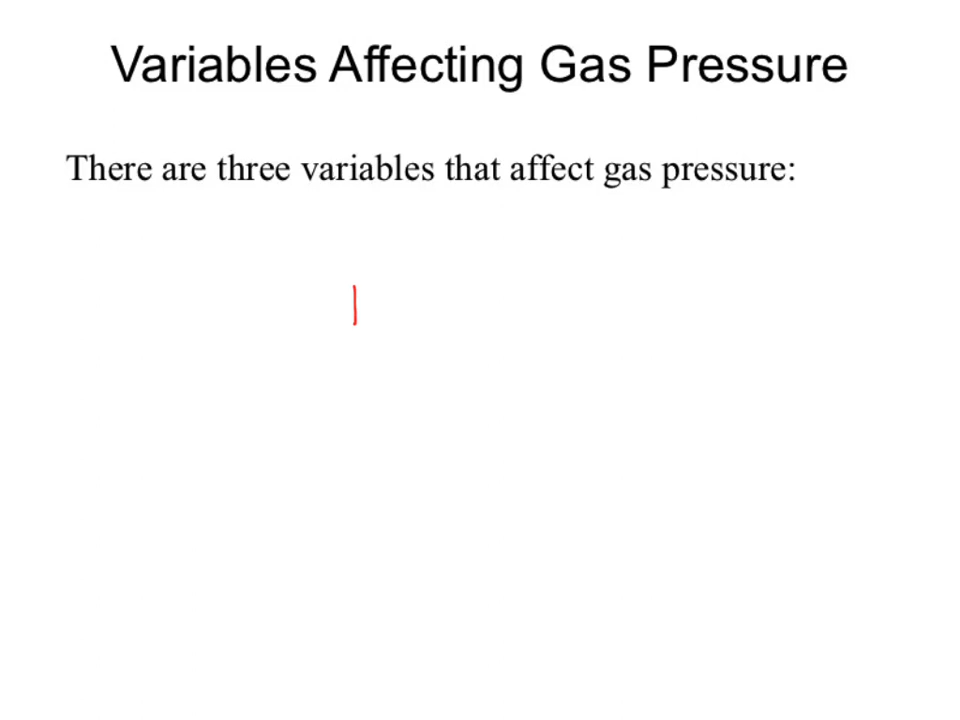 Variables Affecting Gas Pressure
There are three variables that affect gas pressure: